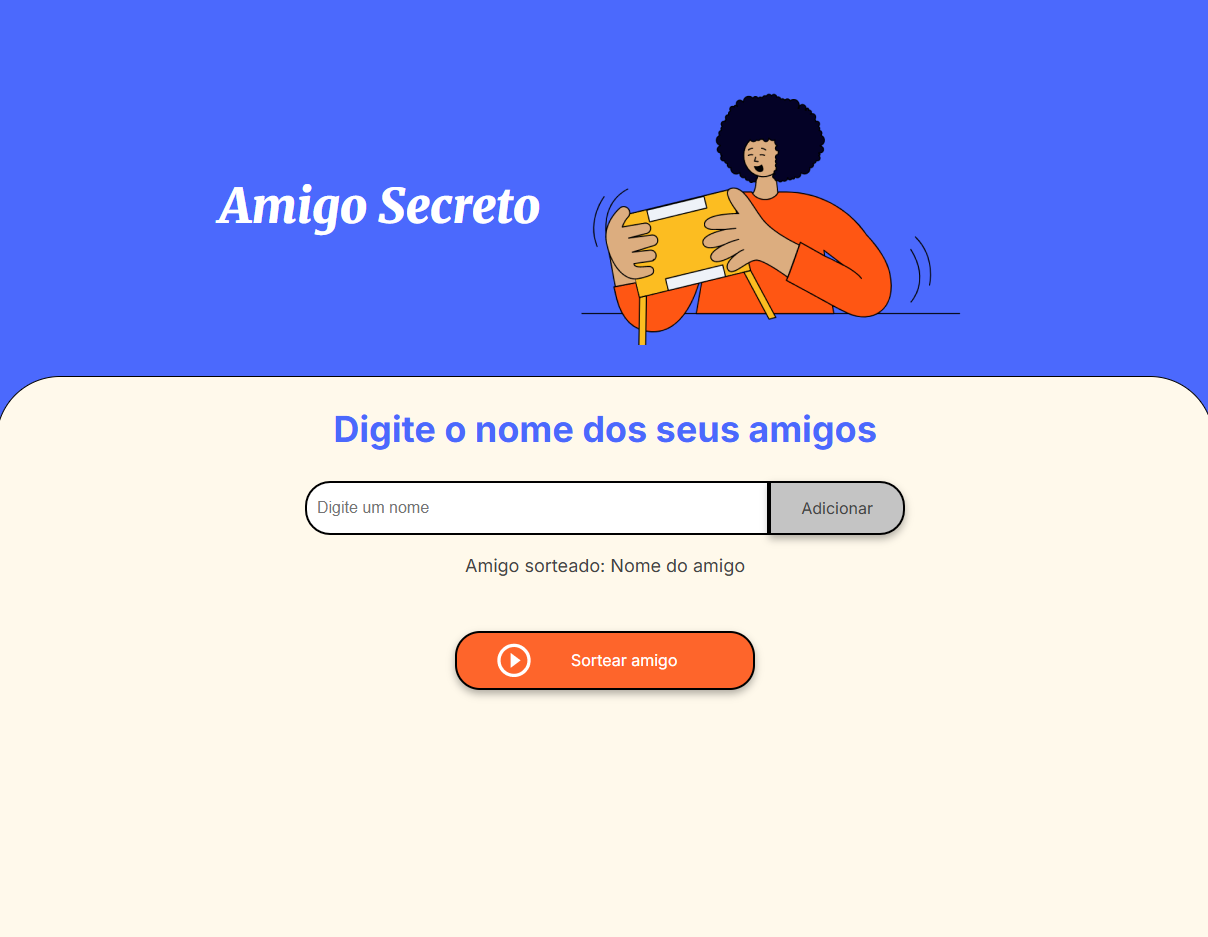 Amigo Secreto
Digite o nome dos seus amigos
Digite um nome
Adicionar
Amigo sorteado: Nome do amigo
Sortear amigo